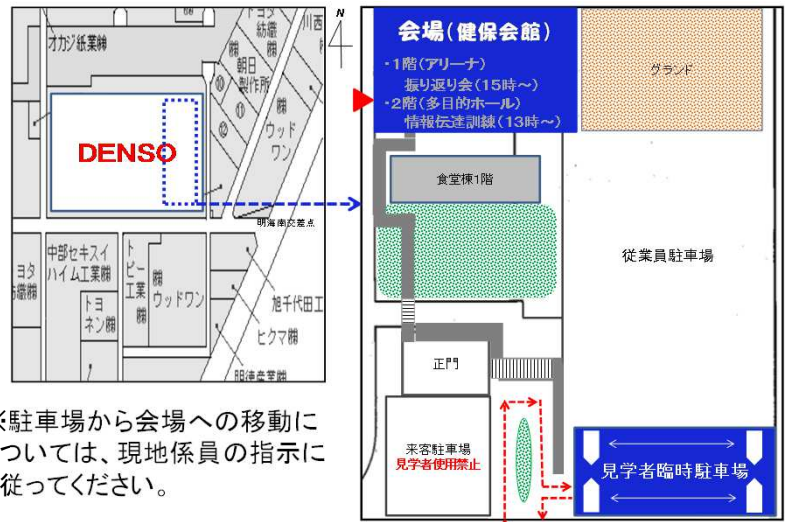 オカジ紙業㈱
トヨタ
紡織
㈱
川西
朝日
製作所
⑩
⑪
⑫
㈱
ウッド
ワン
DENSO
明海南交差点
中部セキスイ
ハイム工業㈱
ヨタ
紡織㈱
トヨ
ネン㈱
トピー工業㈱
㈱
ウッドワン
旭千代田工
ヒクマ㈱
明徳産業㈱
N
※駐車場から会場への移動に
ついては、現地係員の指示に
従ってください。
会場(健保会館)
・1階(アリーナ)
振り返り会(15時～)
・2階(多目的ホール)
情報伝達訓練(13時～)
グランド
食堂棟1階
従業員駐車場
正門
来客駐車場
見学者使用禁止
見学者臨時駐車場